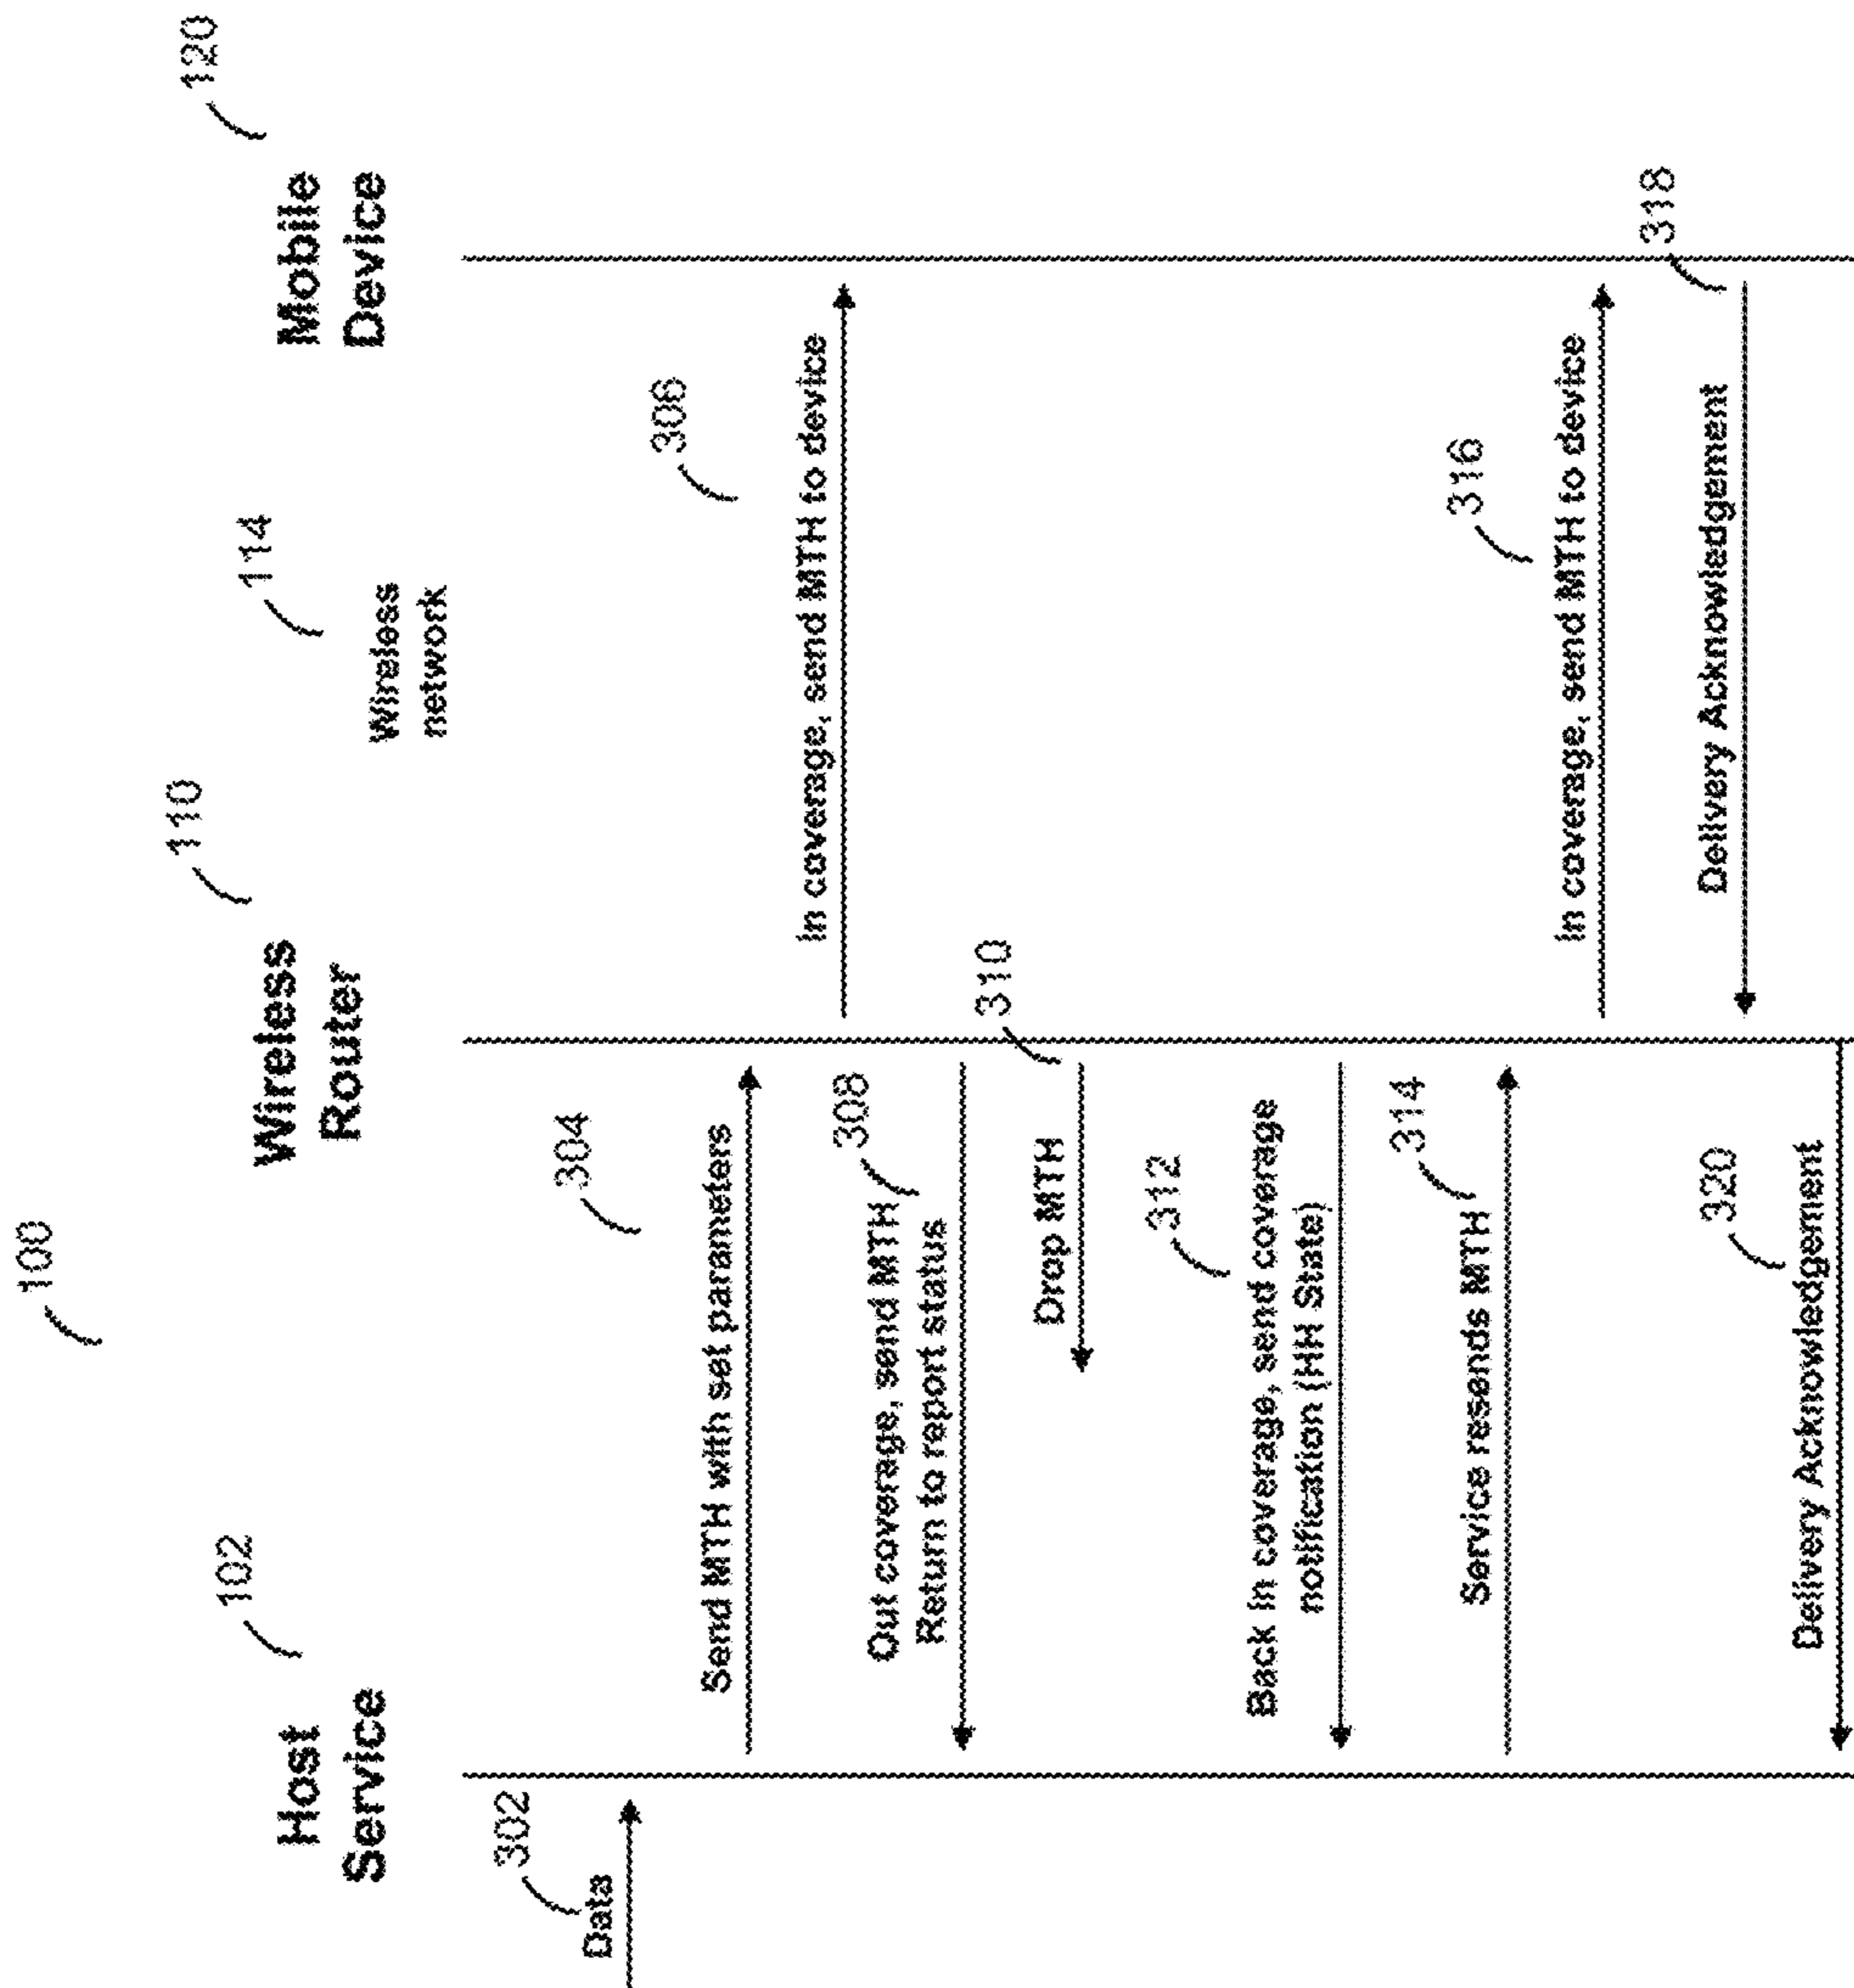 100
102
110
114
120
Host
Service
Wireless
Router
Wireless
network
Mobile
Device
302
Data
304
Send MTH with set parameters
306
In coverage, send MTH to device
308
Out coverage, send MTH
Return to report status
310
Drop MTH
312
Back in coverage, send coverage
notification (HH State)
314
Service resends MTH
316
In coverage, send MTH to device
318
Delivery Acknowledgment
320
Delivery Acknowledgement